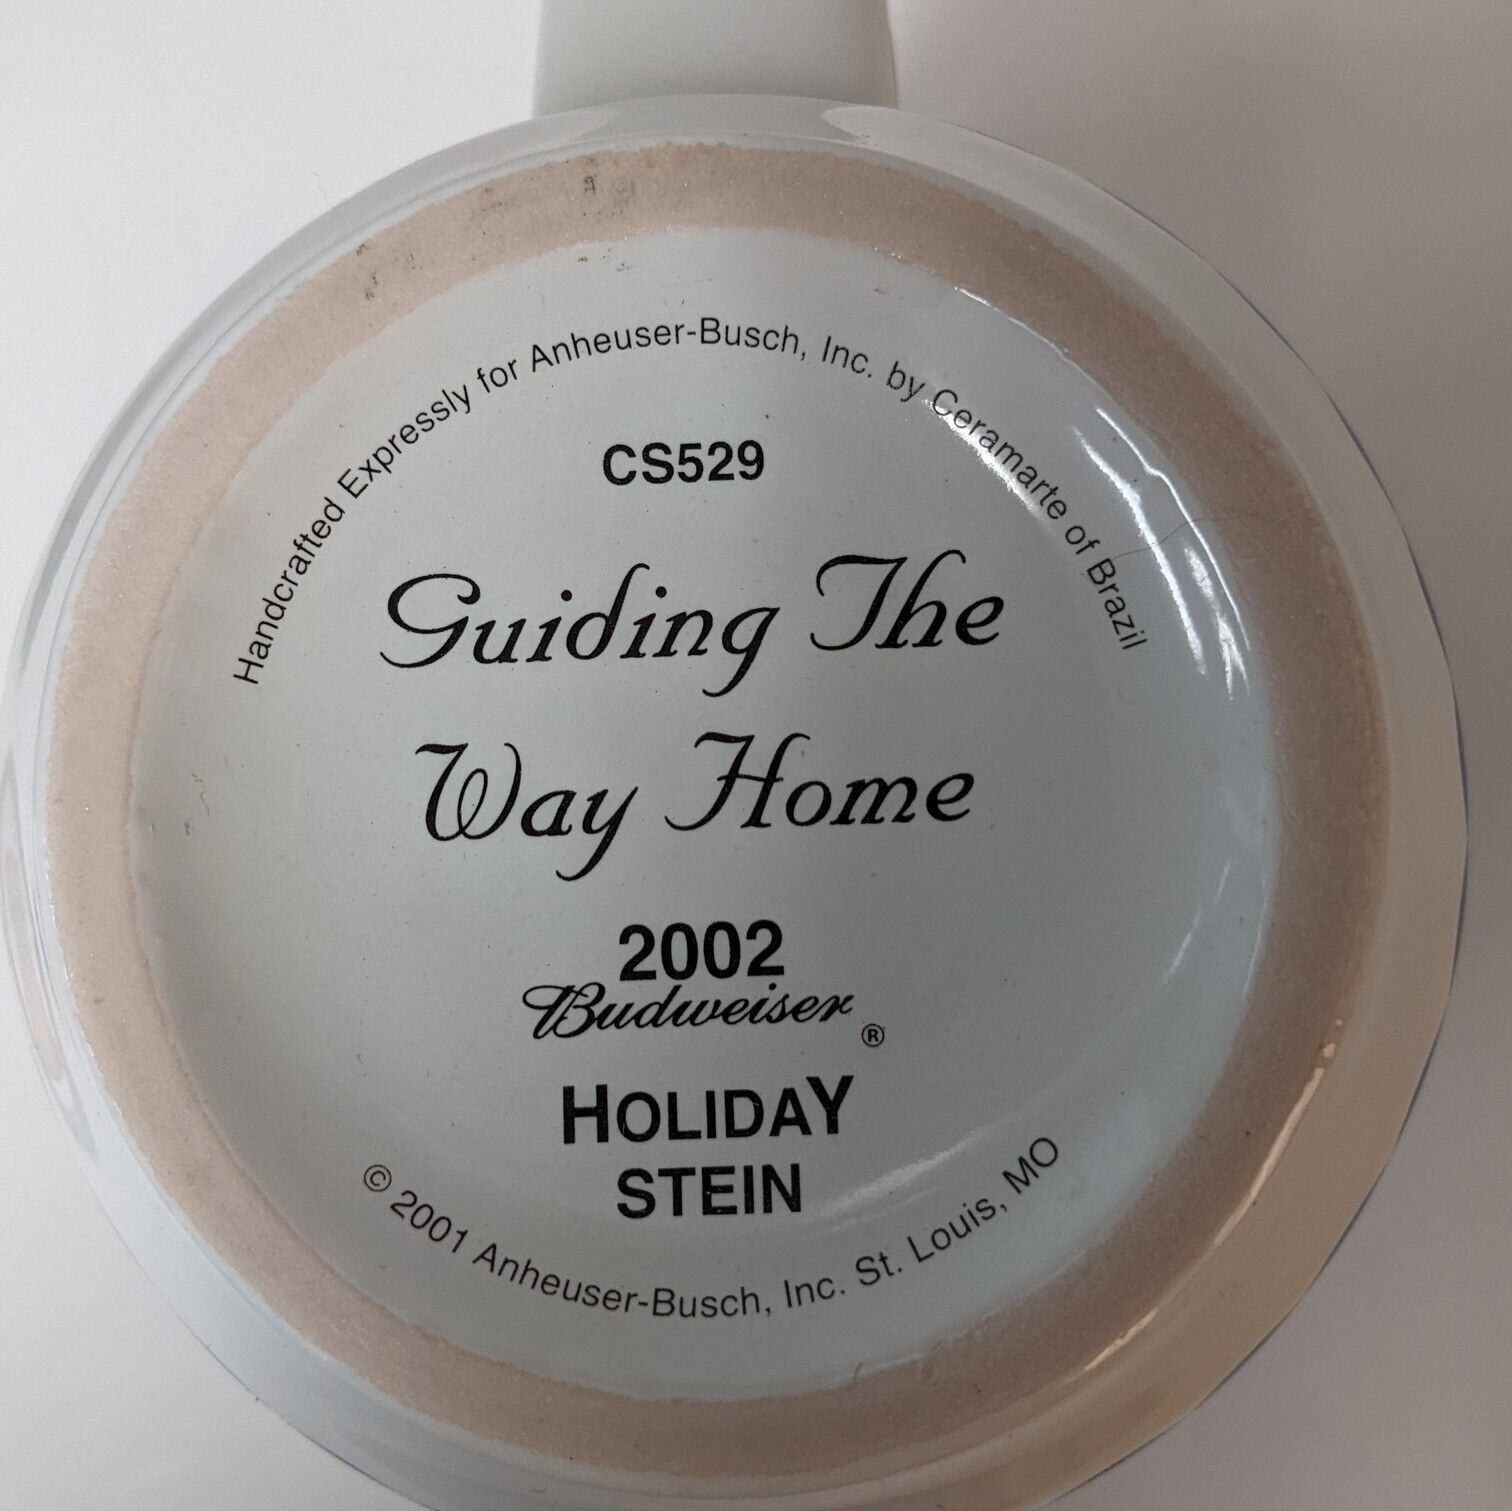 Handcrafted Expressly for Anheuser-Busch, Inc. by Ceramarte of Brazil
CS529
Guiding The
Way Home
2002
Budweiser®
HOLIDAY
STEIN
© 2001 Anheuser-Busch, Inc. St. Louis, MO